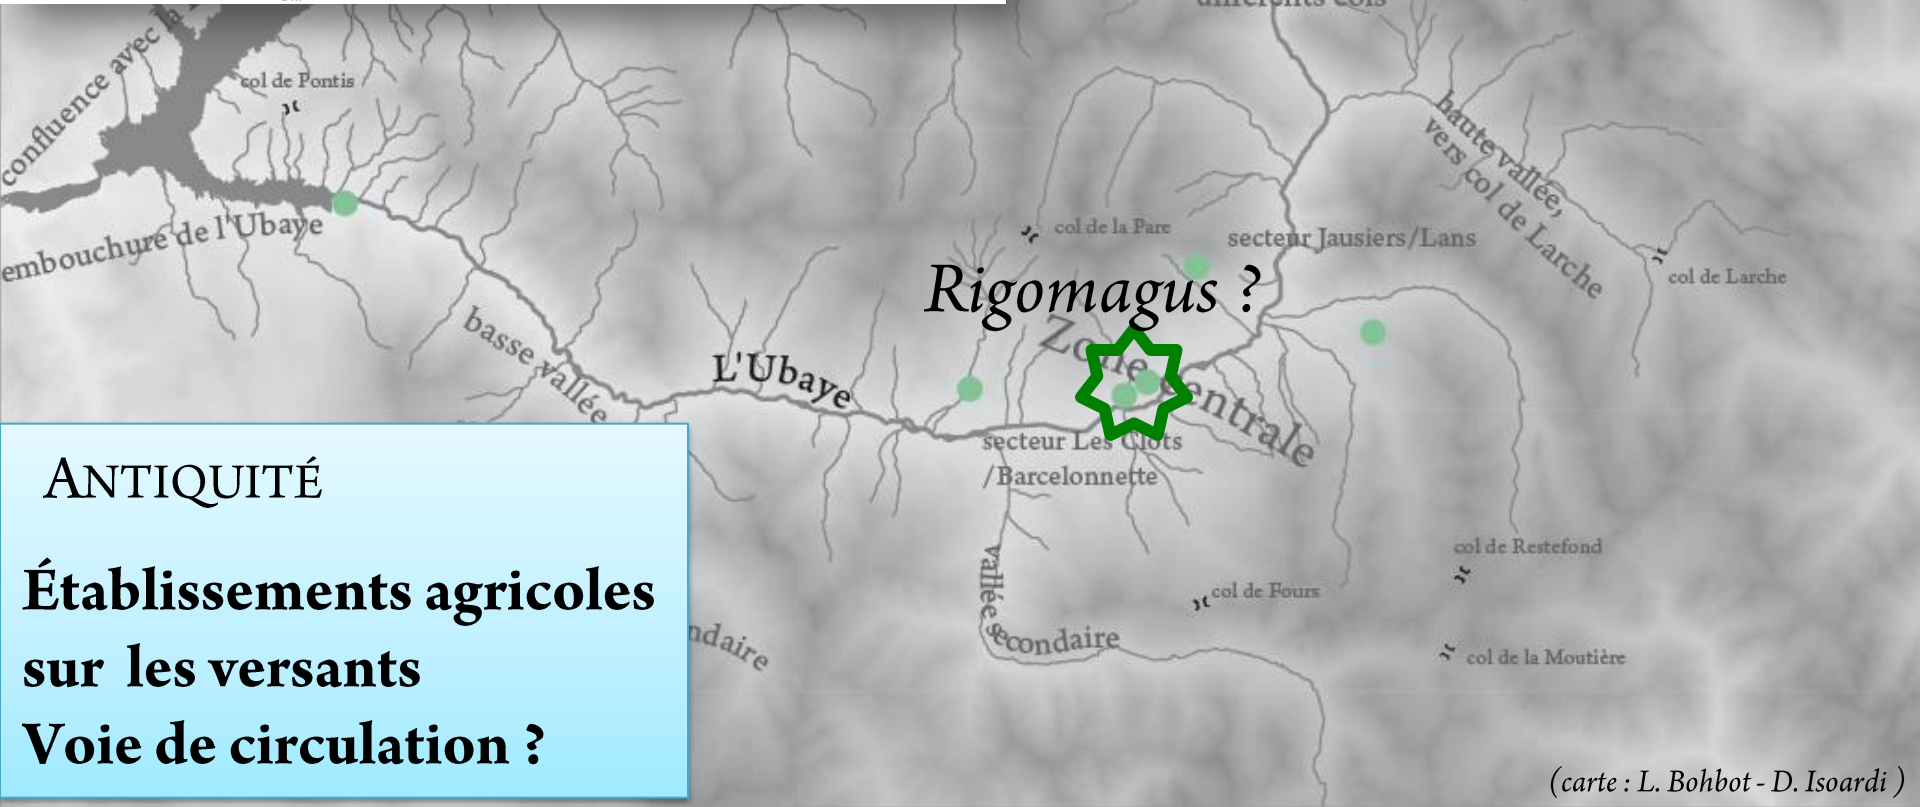 différents cols
confluence avec la
col de Pontis
haute vallée,
vers col de Larche
embouchure de l'Ubaye
col de la Pare
secteur Jausiers/Lans
col de Larche
Rigomagus ?
basse vallée
L'Ubaye
Zone centrale
secteur Les Clots
/Barcelonnette
ANTIQUITÉ
Établissements agricoles
sur les versants
Voie de circulation ?
vallée secondaire
col de Restefond
col de Fours
ndaire
col de la Moutière
(carte : L. Bohbot - D. Isoardi )